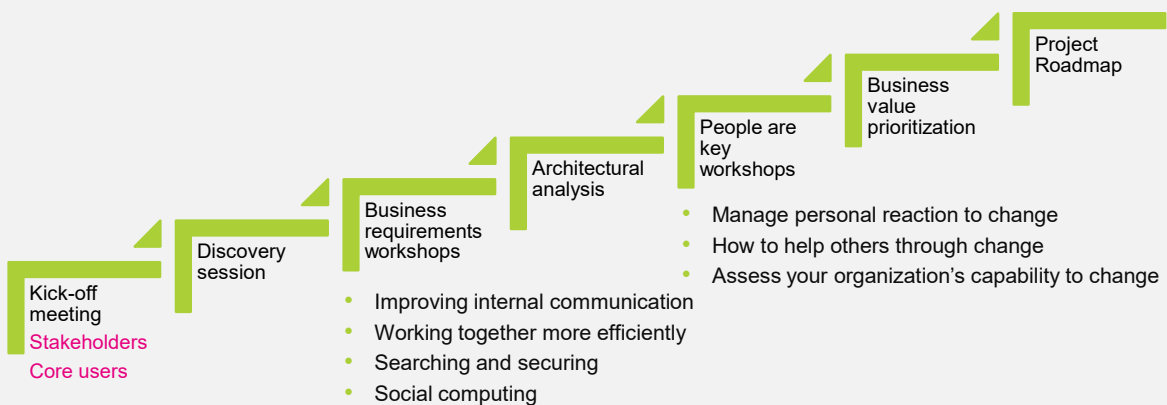 Kick-off
meeting
Stakeholders
Core users
Discovery
session
Business
requirements
workshops
• Improving internal communication
• Working together more efficiently
• Searching and securing
• Social computing
Architectural
analysis
People are
key
workshops
• Manage personal reaction to change
• How to help others through change
• Assess your organization’s capability to change
Business
value
prioritization
Project
Roadmap